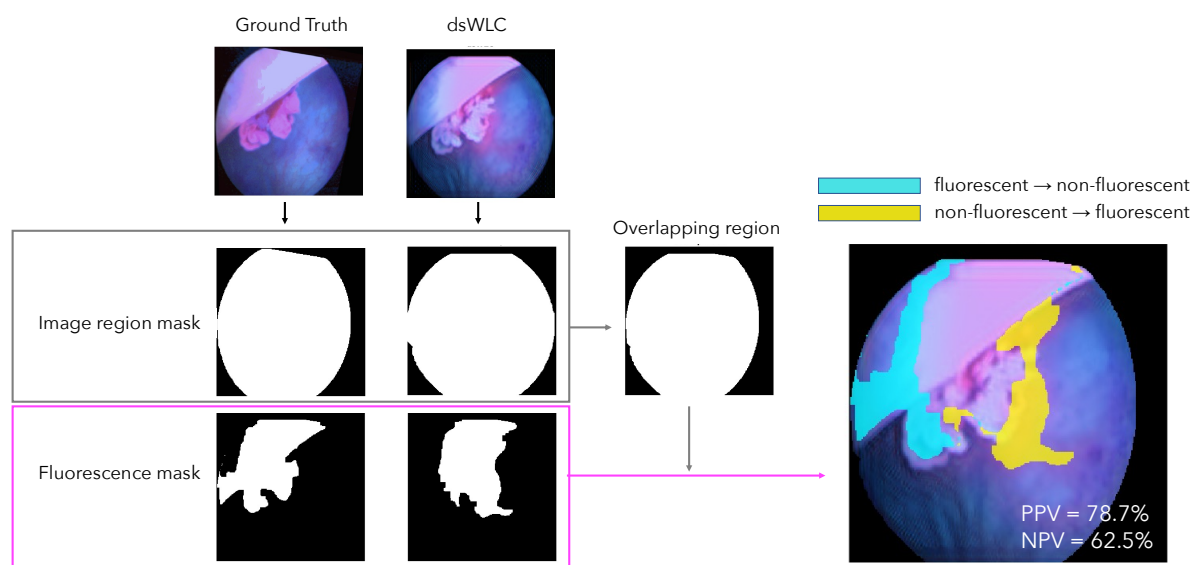 Ground Truth
dsWLC
fluorescent → non-fluorescent
non-fluorescent → fluorescent
Overlapping region
Image region mask
Fluorescence mask
PPV = 78.7%
NPV = 62.5%